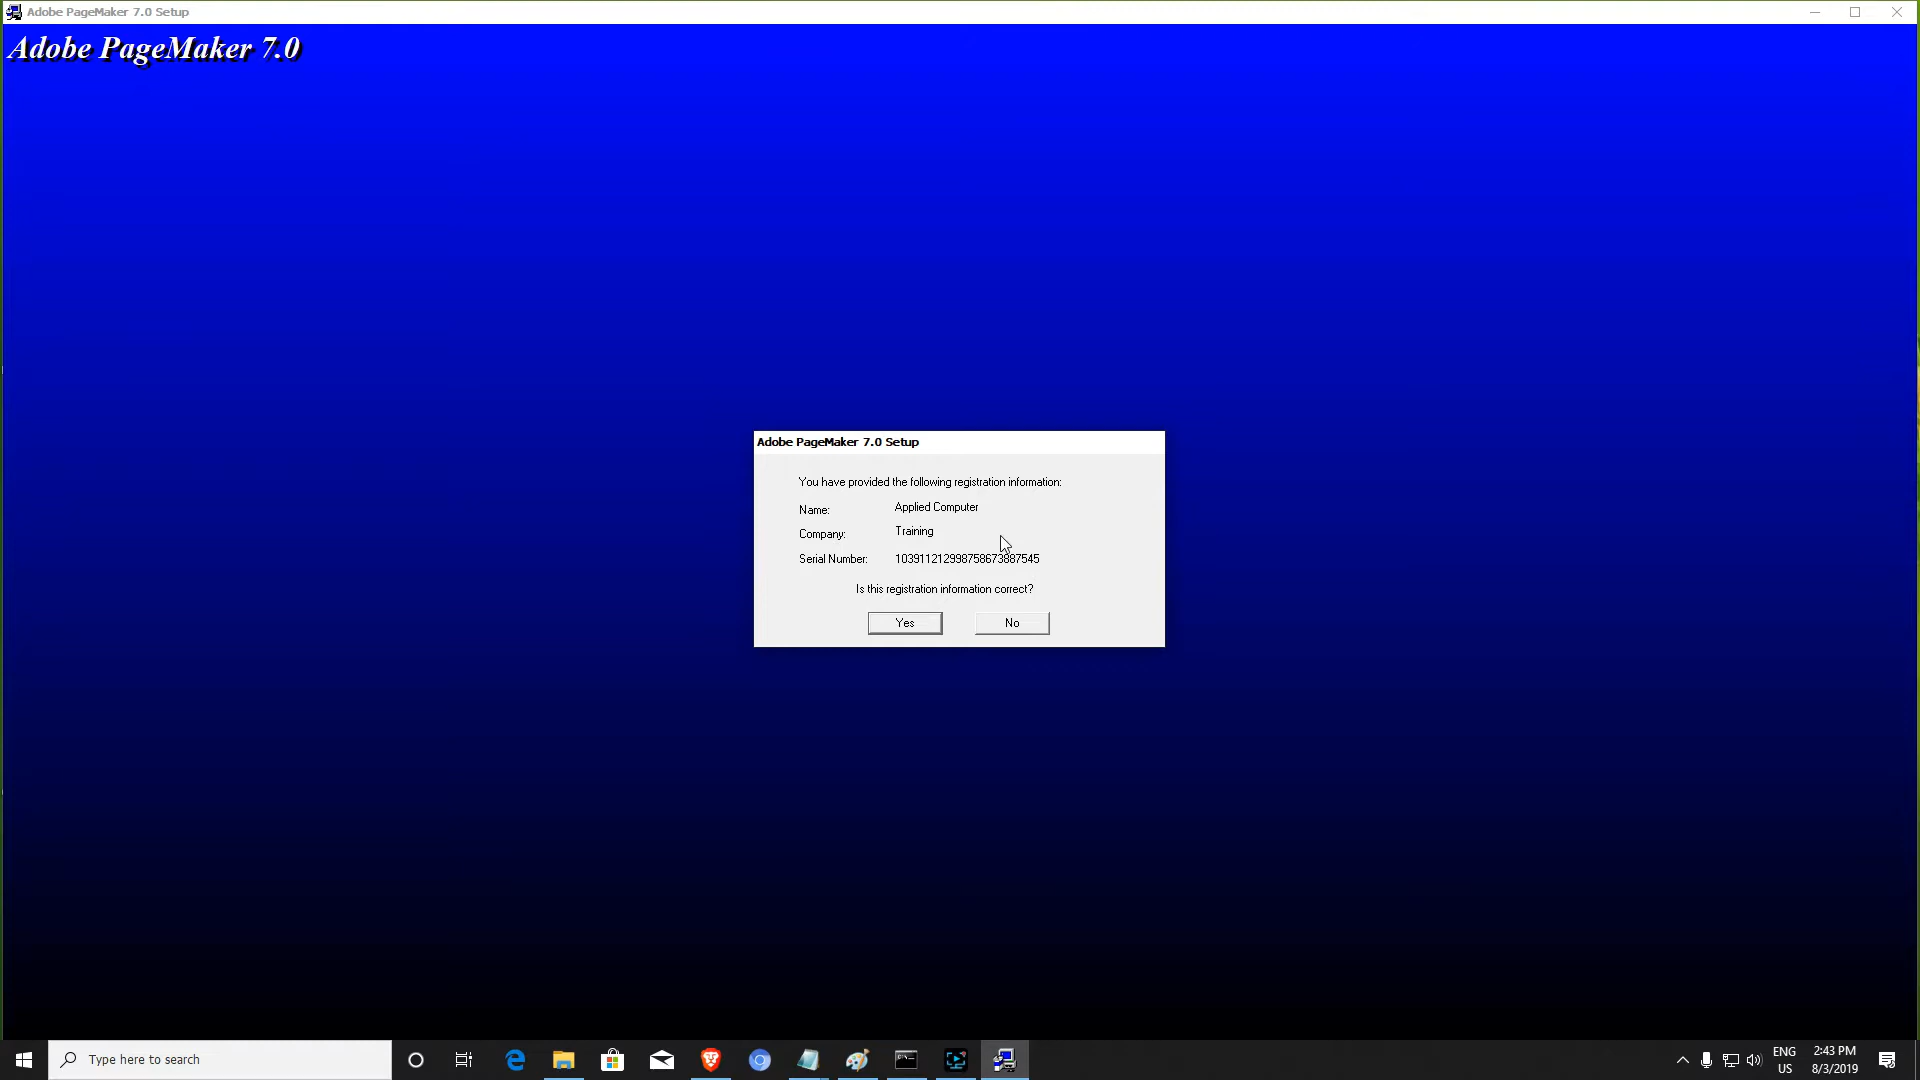 Adobe PageMaker 7.0 Setup
Adobe PageMaker 7.0
Adobe PageMaker 7.0 Setup
You have provided the following registration information:
Name: Applied Computer
Company: Training
Serial Number: 103911212998758673887545
Is this registration information correct?
Yes No
Type here to search
ENG 2:43 PM
US 8/3/2019